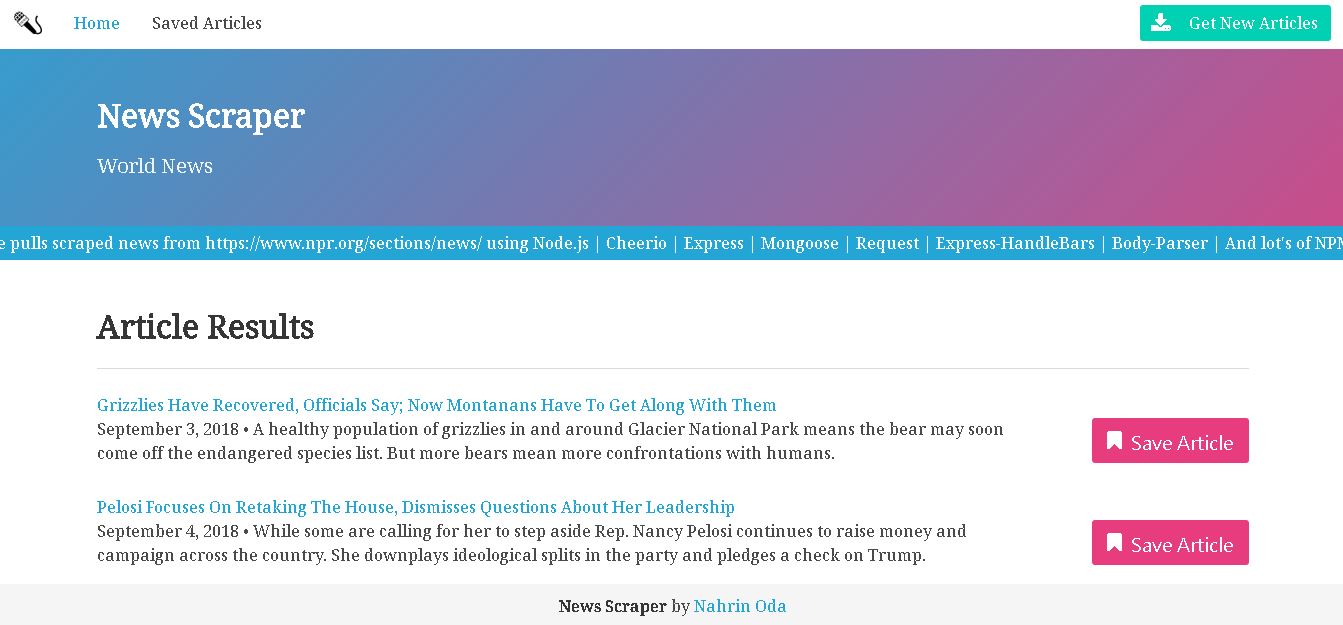 Home Saved Articles Get New Articles
News Scraper
World News
pulls scraped news from https://www.npr.org/sections/news/ using Node.js | Cheerio | Express | Mongoose | Request | Express-HandleBars | Body-Parser | And lot's of NPM
Article Results
Grizzlies Have Recovered, Officials Say; Now Montanans Have To Get Along With Them
September 3, 2018 • A healthy population of grizzlies in and around Glacier National Park means the bear may soon
come off the endangered species list. But more bears mean more confrontations with humans.
Save Article
Pelosi Focuses On Retaking The House, Dismisses Questions About Her Leadership
September 4, 2018 • While some are calling for her to step aside Rep. Nancy Pelosi continues to raise money and
campaign across the country. She downplays ideological splits in the party and pledges a check on Trump.
Save Article
News Scraper by Nahrin Oda